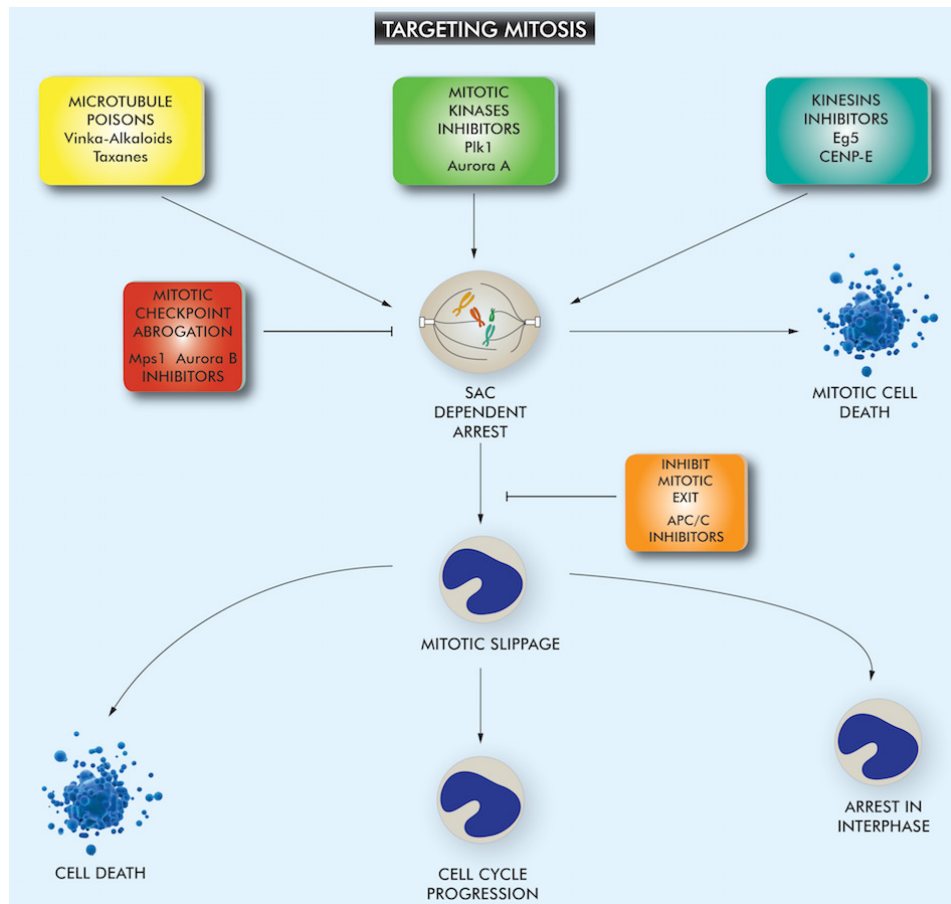 TARGETING MITOSIS
MICROTUBULE
POISONS
Vinka-Alkaloids
Taxanes
MITOTIC
KINASES
INHIBITORS
Plk1
Aurora A
KINESINS
INHIBITORS
Eg5
CENP-E
MITOTIC
CHECKPOINT
ABROGATION
Mps1 Aurora B
INHIBITORS
SAC
DEPENDENT
ARREST
MITOTIC CELL
DEATH
INHIBIT
MITOTIC
EXIT
APC/C
INHIBITORS
MITOTIC SLIPPAGE
CELL DEATH
CELL CYCLE
PROGRESSION
ARREST IN
INTERPHASE